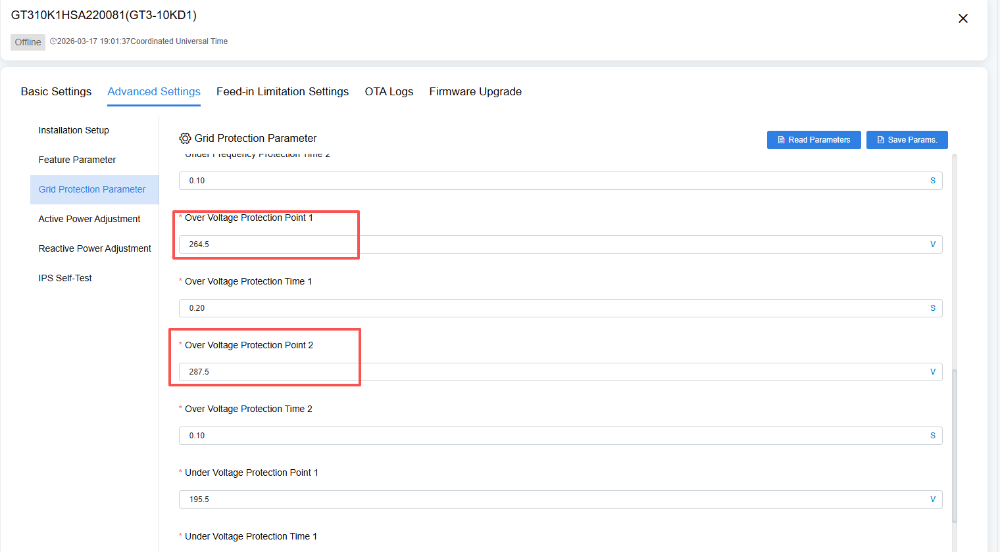 GT310K1HSA220081(GT3-10KD1)
Offline 2026-03-17 19:01:37Coordinated Universal Time
Basic Settings Advanced Settings Feed-in Limitation Settings OTA Logs Firmware Upgrade
Installation Setup
Feature Parameter
Grid Protection Parameter
Active Power Adjustment
Reactive Power Adjustment
IPS Self-Test
Grid Protection Parameter
Read Parameters
Save Params.
Under Frequency Protection Time 2
0.10 S
* Over Voltage Protection Point 1
264.5 V
* Over Voltage Protection Time 1
0.20 S
* Over Voltage Protection Point 2
287.5 V
* Over Voltage Protection Time 2
0.10 S
* Under Voltage Protection Point 1
195.5 V
* Under Voltage Protection Time 1